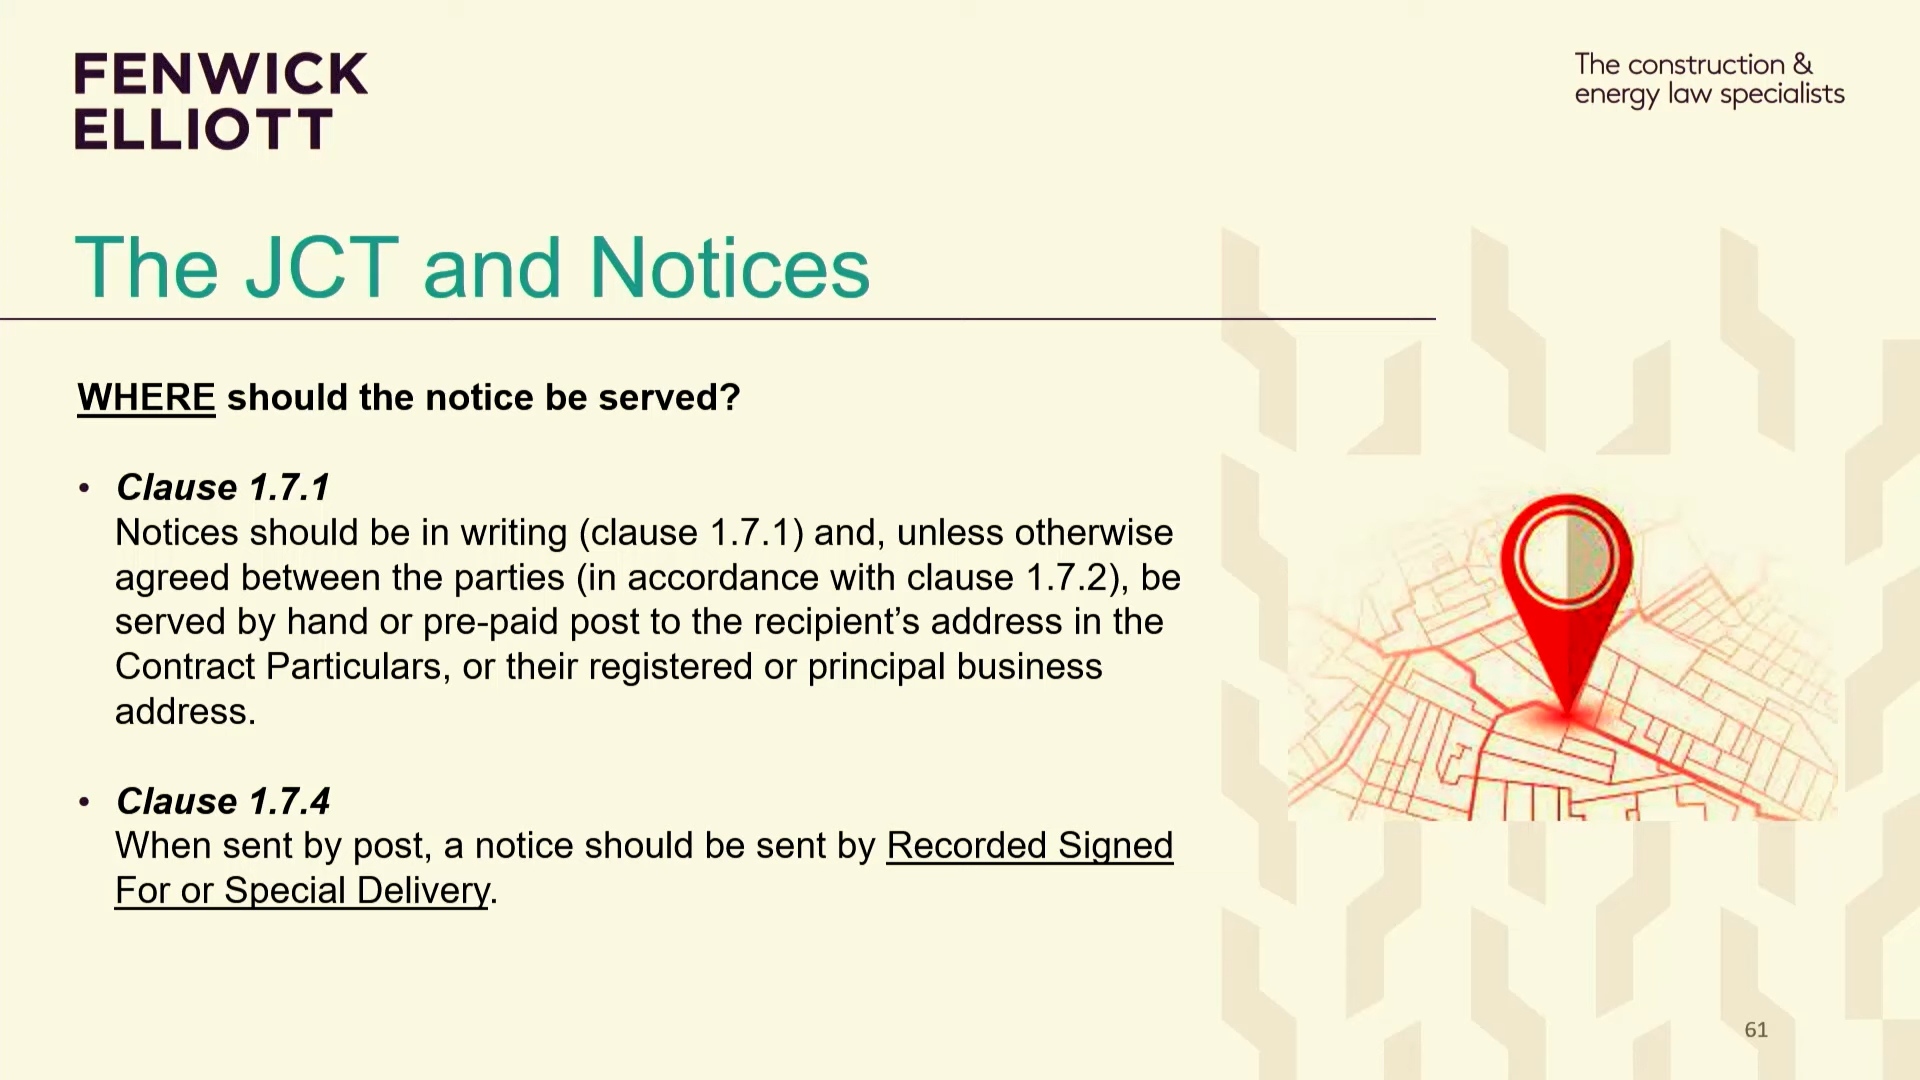 FENWICK
ELLIOTT
The construction &
energy law specialists
The JCT and Notices
WHERE should the notice be served?
• Clause 1.7.1
Notices should be in writing (clause 1.7.1) and, unless otherwise
agreed between the parties (in accordance with clause 1.7.2), be
served by hand or pre-paid post to the recipient’s address in the
Contract Particulars, or their registered or principal business
address.
• Clause 1.7.4
When sent by post, a notice should be sent by Recorded Signed
For or Special Delivery.
61